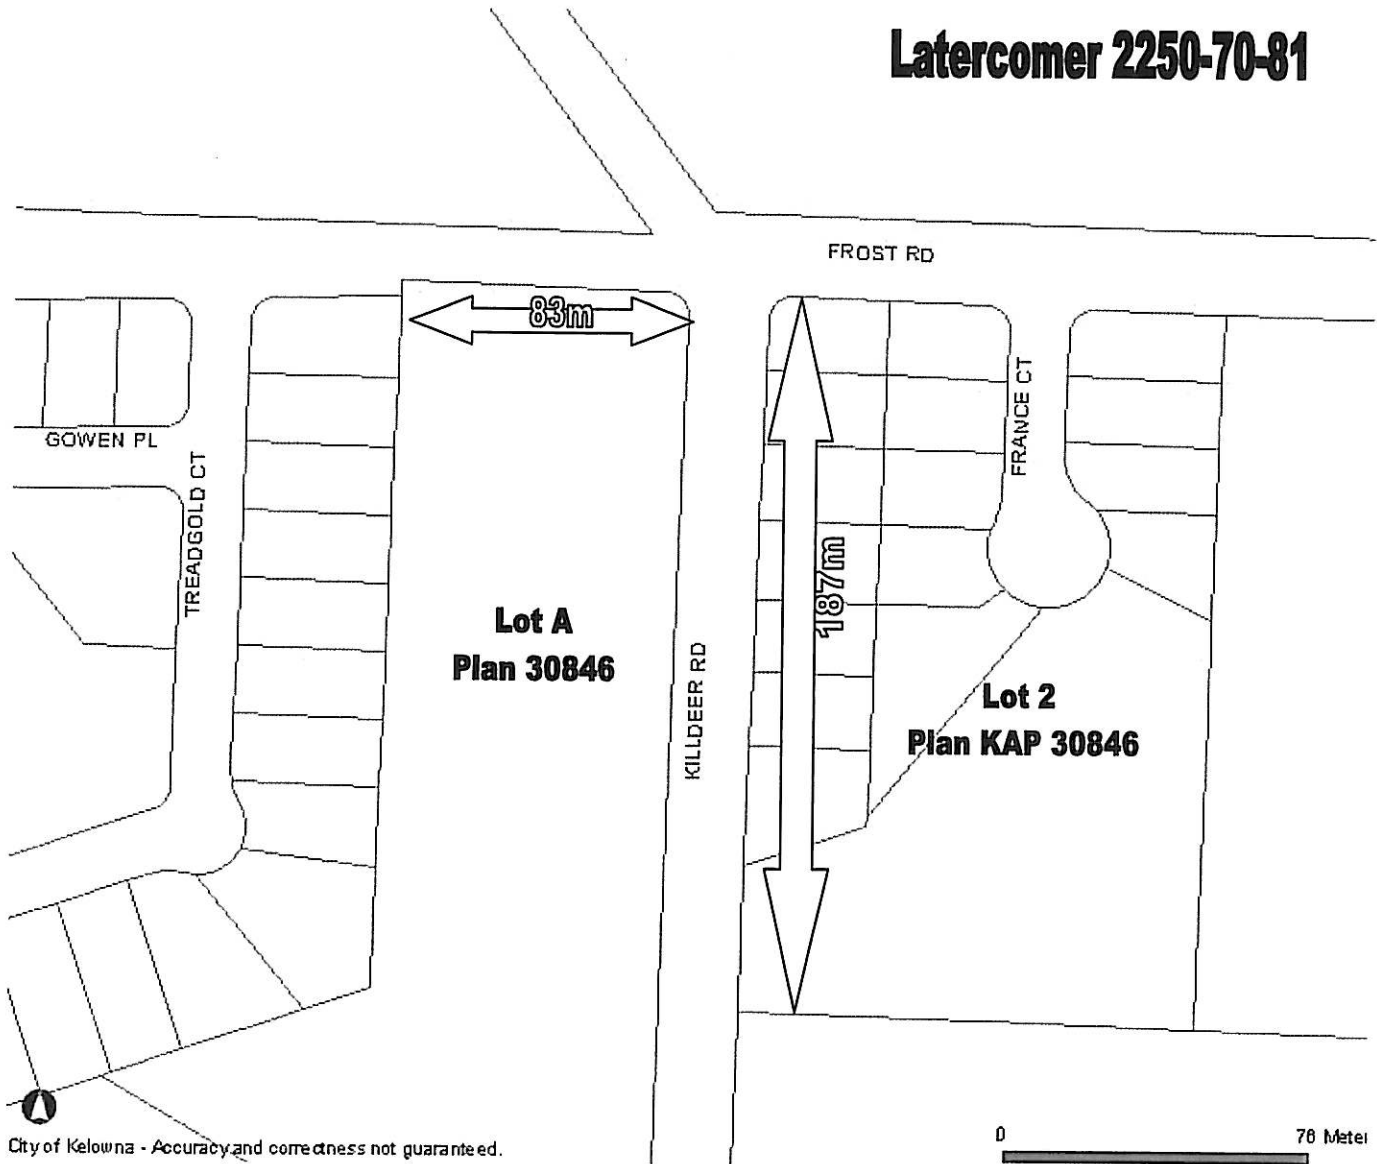 Latercomer 2250-70-81
FROST RD
83m
FRANCE CT
GOWEN PL
TREADGOLD CT
187m
Lot A
Plan 30846
KILLDEER RD
Lot 2
Plan KAP 30846
City of Kelowna - Accuracy and correctness not guaranteed.
0
78 Meter